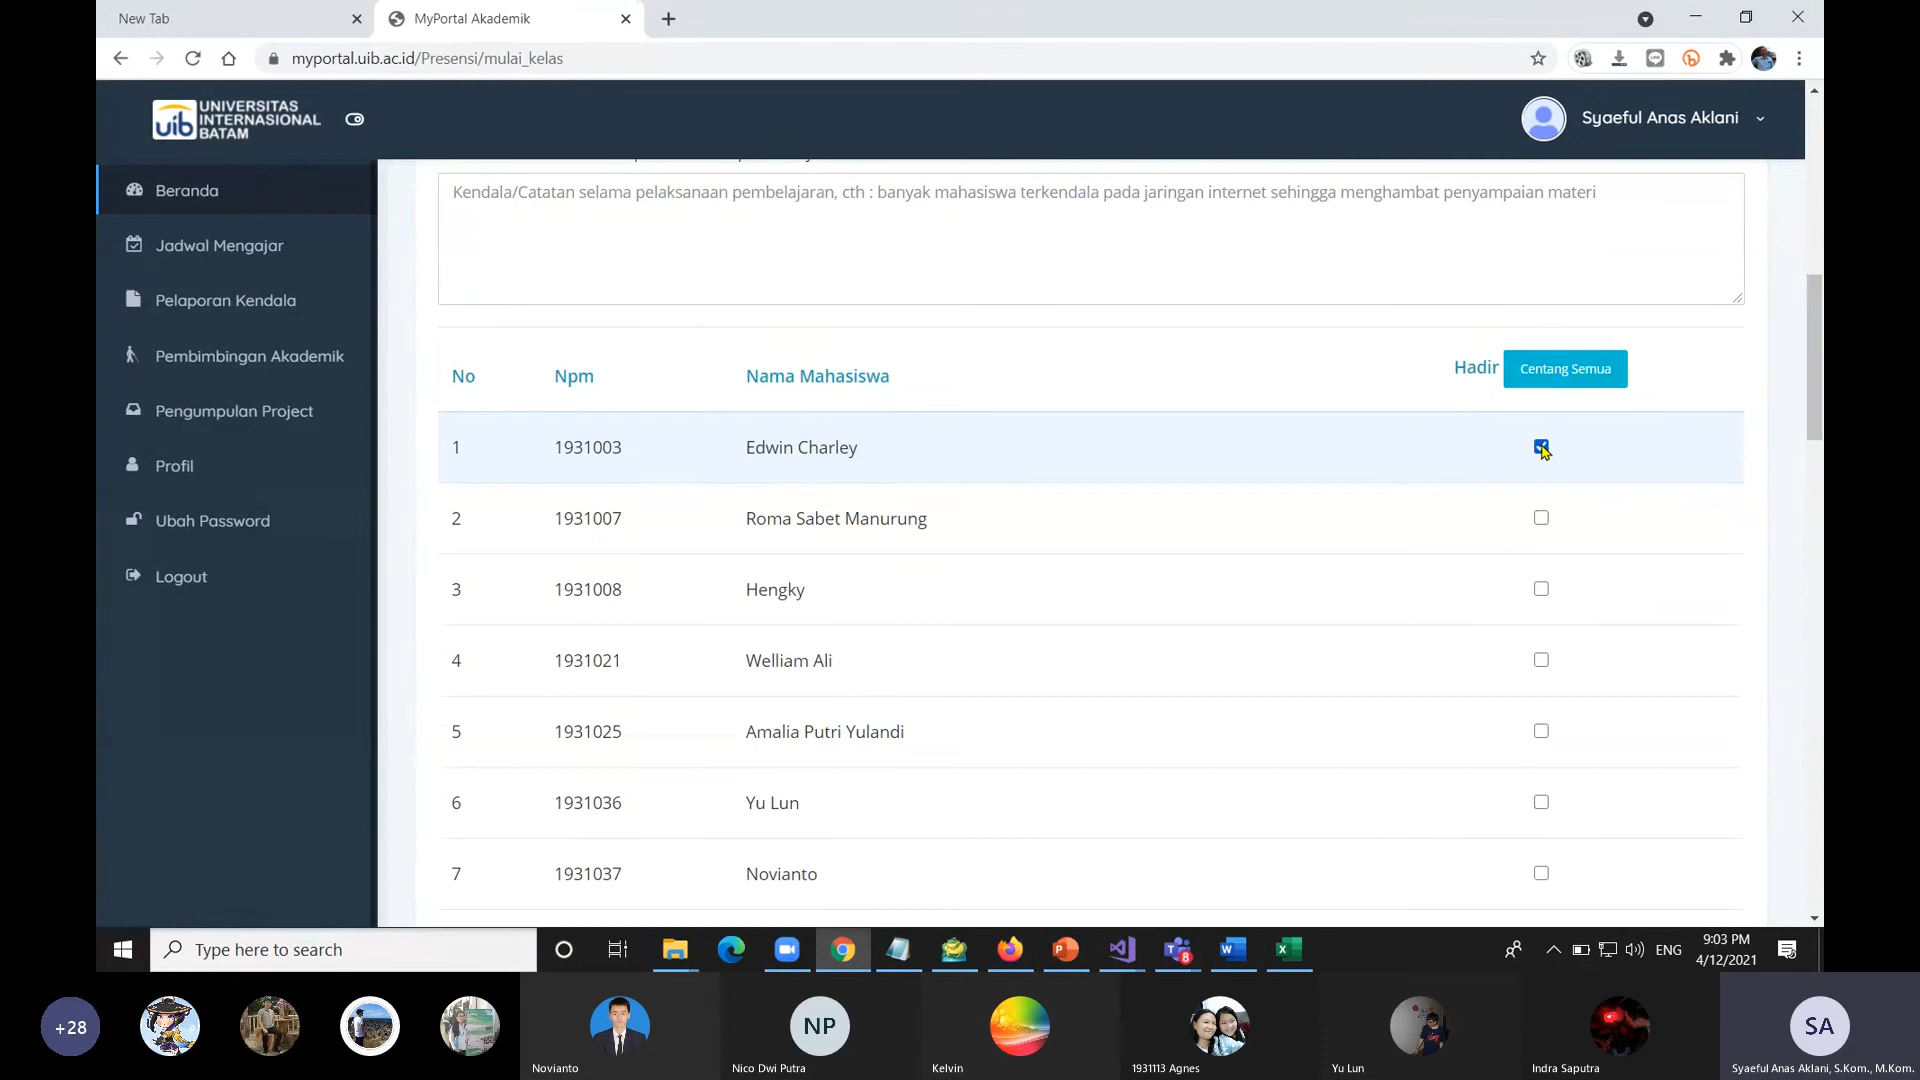 New Tab
MyPortal Akademik
myportal.uib.ac.id/Presensi/mulai_kelas
uib
UNIVERSITAS
INTERNASIONAL
BATAM
Syaeful Anas Aklani
Beranda
Jadwal Mengajar
Pelaporan Kendala
Pembimbingan Akademik
Pengumpulan Project
Profil
Ubah Password
Logout
Kendala/Catatan selama pelaksanaan pembelajaran, cth : banyak mahasiswa terkendala pada jaringan internet sehingga menghambat penyampaian materi
No Npm Nama Mahasiswa Hadir Centang Semua
1 1931003 Edwin Charley
2 1931007 Roma Sabet Manurung
3 1931008 Hengky
4 1931021 Welliam Ali
5 1931025 Amalia Putri Yulandi
6 1931036 Yu Lun
7 1931037 Novianto
Type here to search
8
ENG
9:03 PM
4/12/2021
+28
NP
SA
Novianto
Nico Dwi Putra
Kelvin
1931113 Agnes
Yu Lun
Indra Saputra
Syaeful Anas Aklani, S.Kom., M.Kom.